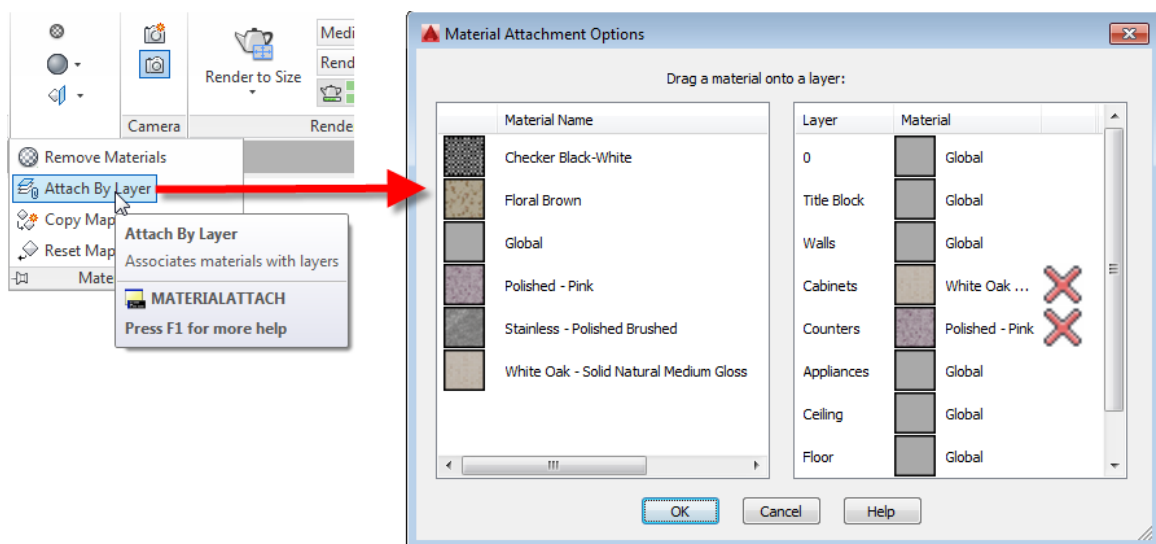 Medi
Render to Size
Rend
Camera
Rende
Remove Materials
Attach By Layer
Copy Map
Reset Map
Mate
Attach By Layer
Associates materials with layers
MATERIALATTACH
Press F1 for more help
Material Attachment Options
Drag a material onto a layer:
Material Name
Checker Black-White
Floral Brown
Global
Polished - Pink
Stainless - Polished Brushed
White Oak - Solid Natural Medium Gloss
Layer Material
0 Global
Title Block Global
Walls Global
Cabinets White Oak ...
Counters Polished - Pink
Appliances Global
Ceiling Global
Floor Global
OK Cancel Help